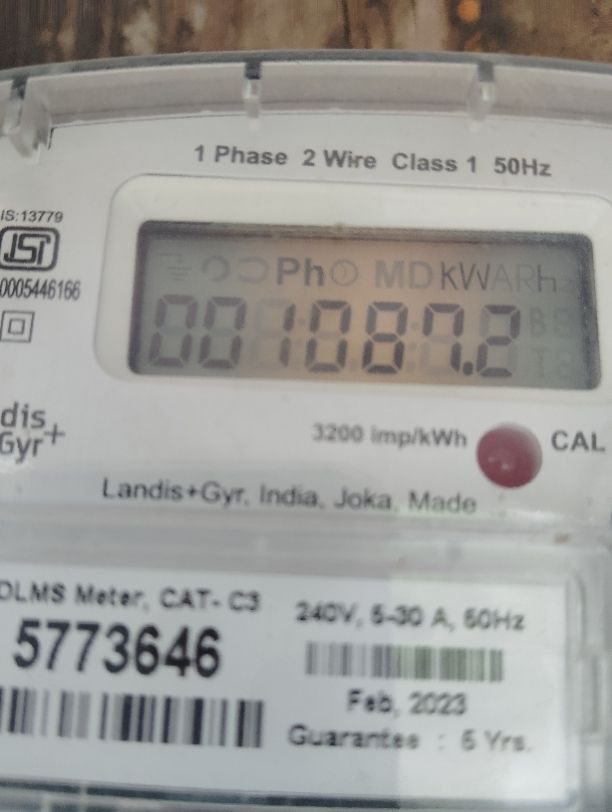 1 Phase 2 Wire Class 1 50Hz
IS:13779
ISI
0005446166
Ph MD kWARh
001087.2
dis+
Gyr
3200 imp/kWh CAL
Landis+Gyr, India, Joka, Made
DLMS Meter, CAT- C3
5773646
240V, 5-30 A, 50Hz
Feb, 2023
Guarantee : 5 Yrs.